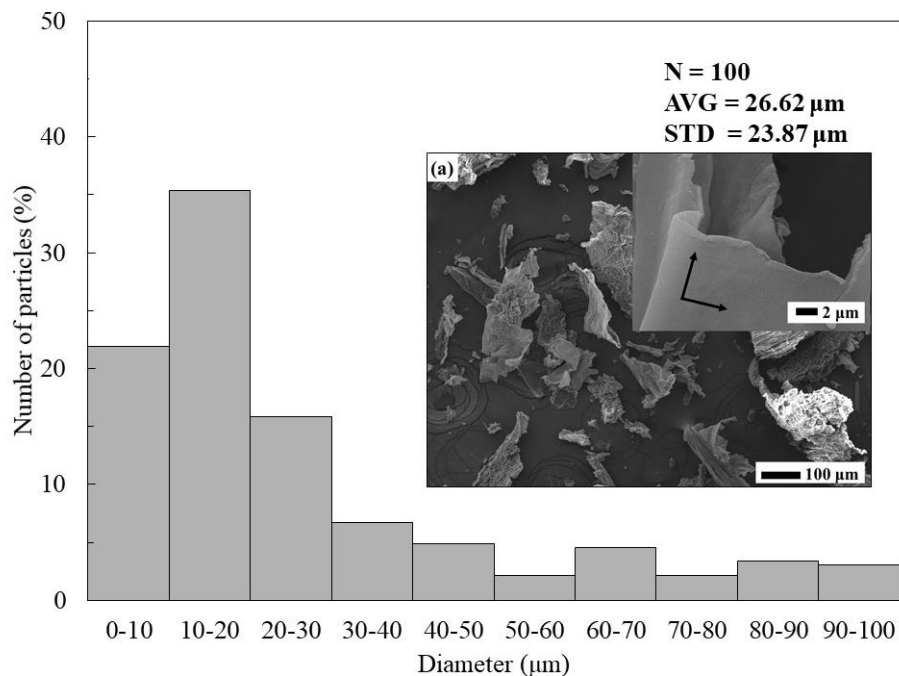 50
40
30
20
10
0
Number of particles (%)
N = 100
AVG = 26.62 μm
STD = 23.87 μm
(a)
2 μm
100 μm
0-10 10-20 20-30 30-40 40-50 50-60 60-70 70-80 80-90 90-100
Diameter (μm)